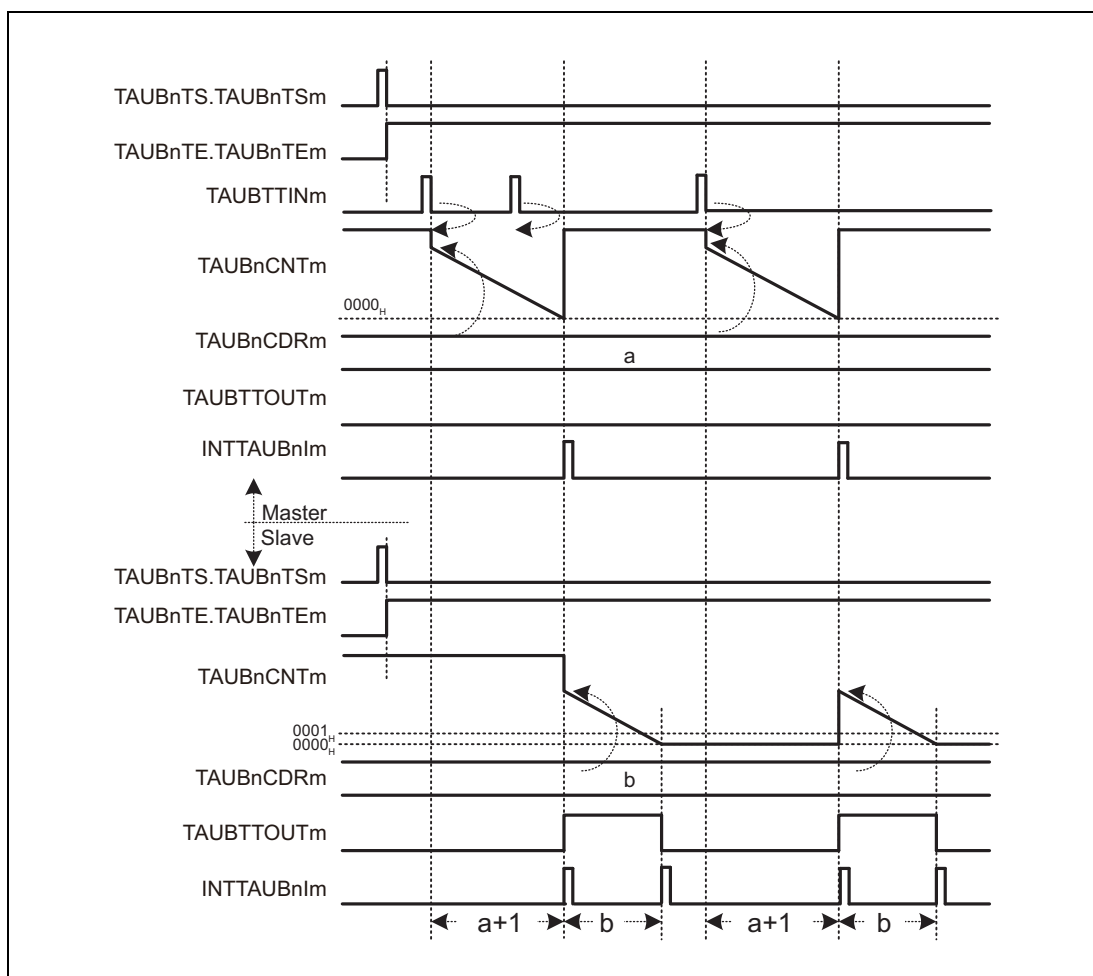 TAUBnTS.TAUBnTSm
TAUBnTE.TAUBnTEm
TAUBTTINm
TAUBnCNTm
0000H
TAUBnCDRm
a
TAUBTTOUTm
INTTAUBnIm
Master
Slave
TAUBnTS.TAUBnTSm
TAUBnTE.TAUBnTEm
TAUBnCNTm
0001H
0000H
TAUBnCDRm
b
TAUBTTOUTm
INTTAUBnIm
a+1 b a+1 b